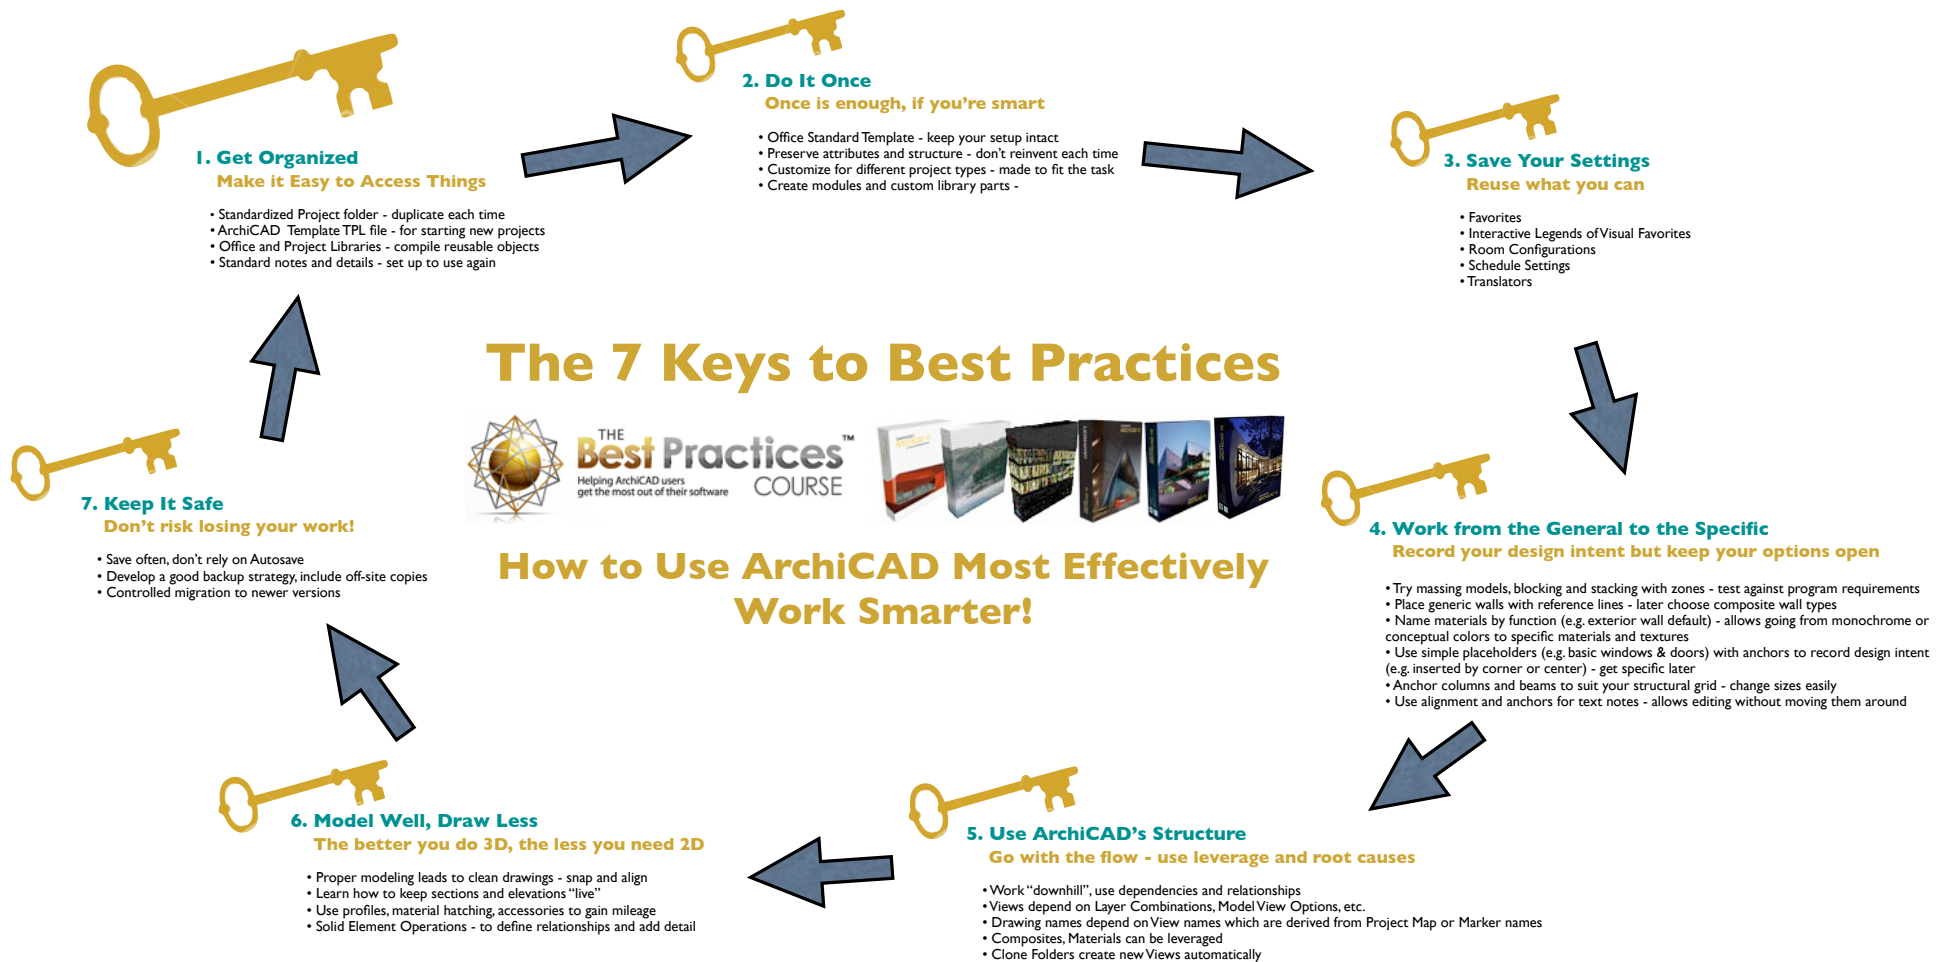 1. Get Organized
Make it Easy to Access Things
• Standardized Project folder - duplicate each time
• ArchiCAD Template TPL file - for starting new projects
• Office and Project Libraries - compile reusable objects
• Standard notes and details - set up to use again
2. Do It Once
Once is enough, if you're smart
• Office Standard Template - keep your setup intact
• Preserve attributes and structure - don't reinvent each time
• Customize for different project types - made to fit the task
• Create modules and custom library parts -
3. Save Your Settings
Reuse what you can
• Favorites
• Interactive Legends of Visual Favorites
• Room Configurations
• Schedule Settings
• Translators
The 7 Keys to Best Practices
THE
Best Practices™
Helping ArchiCAD users
get the most out of their software
COURSE
How to Use ArchiCAD Most Effectively
Work Smarter!
4. Work from the General to the Specific
Record your design intent but keep your options open
• Try massing models, blocking and stacking with zones - test against program requirements
• Place generic walls with reference lines - later choose composite wall types
• Name materials by function (e.g. exterior wall default) - allows going from monochrome or
conceptual colors to specific materials and textures
• Use simple placeholders (e.g. basic windows & doors) with anchors to record design intent
(e.g. inserted by corner or center) - get specific later
• Anchor columns and beams to suit your structural grid - change sizes easily
• Use alignment and anchors for text notes - allows editing without moving them around
5. Use ArchiCAD's Structure
Go with the flow - use leverage and root causes
• Work “downhill”, use dependencies and relationships
• Views depend on Layer Combinations, Model View Options, etc.
• Drawing names depend on View names which are derived from Project Map or Marker names
• Composites, Materials can be leveraged
• Clone Folders create new Views automatically
6. Model Well, Draw Less
The better you do 3D, the less you need 2D
• Proper modeling leads to clean drawings - snap and align
• Learn how to keep sections and elevations “live”
• Use profiles, material hatching, accessories to gain mileage
• Solid Element Operations - to define relationships and add detail
7. Keep It Safe
Don't risk losing your work!
• Save often, don't rely on Autosave
• Develop a good backup strategy, include off-site copies
• Controlled migration to newer versions